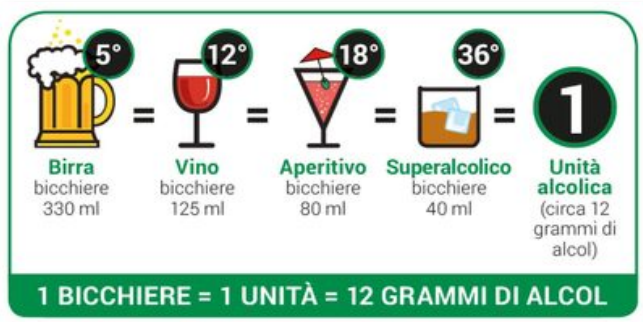 5°
12°
18°
36°
=
=
=
=
1
Birra
bicchiere
330 ml
Vino
bicchiere
125 ml
Aperitivo
bicchiere
80 ml
Superalcolico
bicchiere
40 ml
Unità
alcolica
(circa 12
grammi di
alcol)
1 BICCHIERE = 1 UNITÀ = 12 GRAMMI DI ALCOL